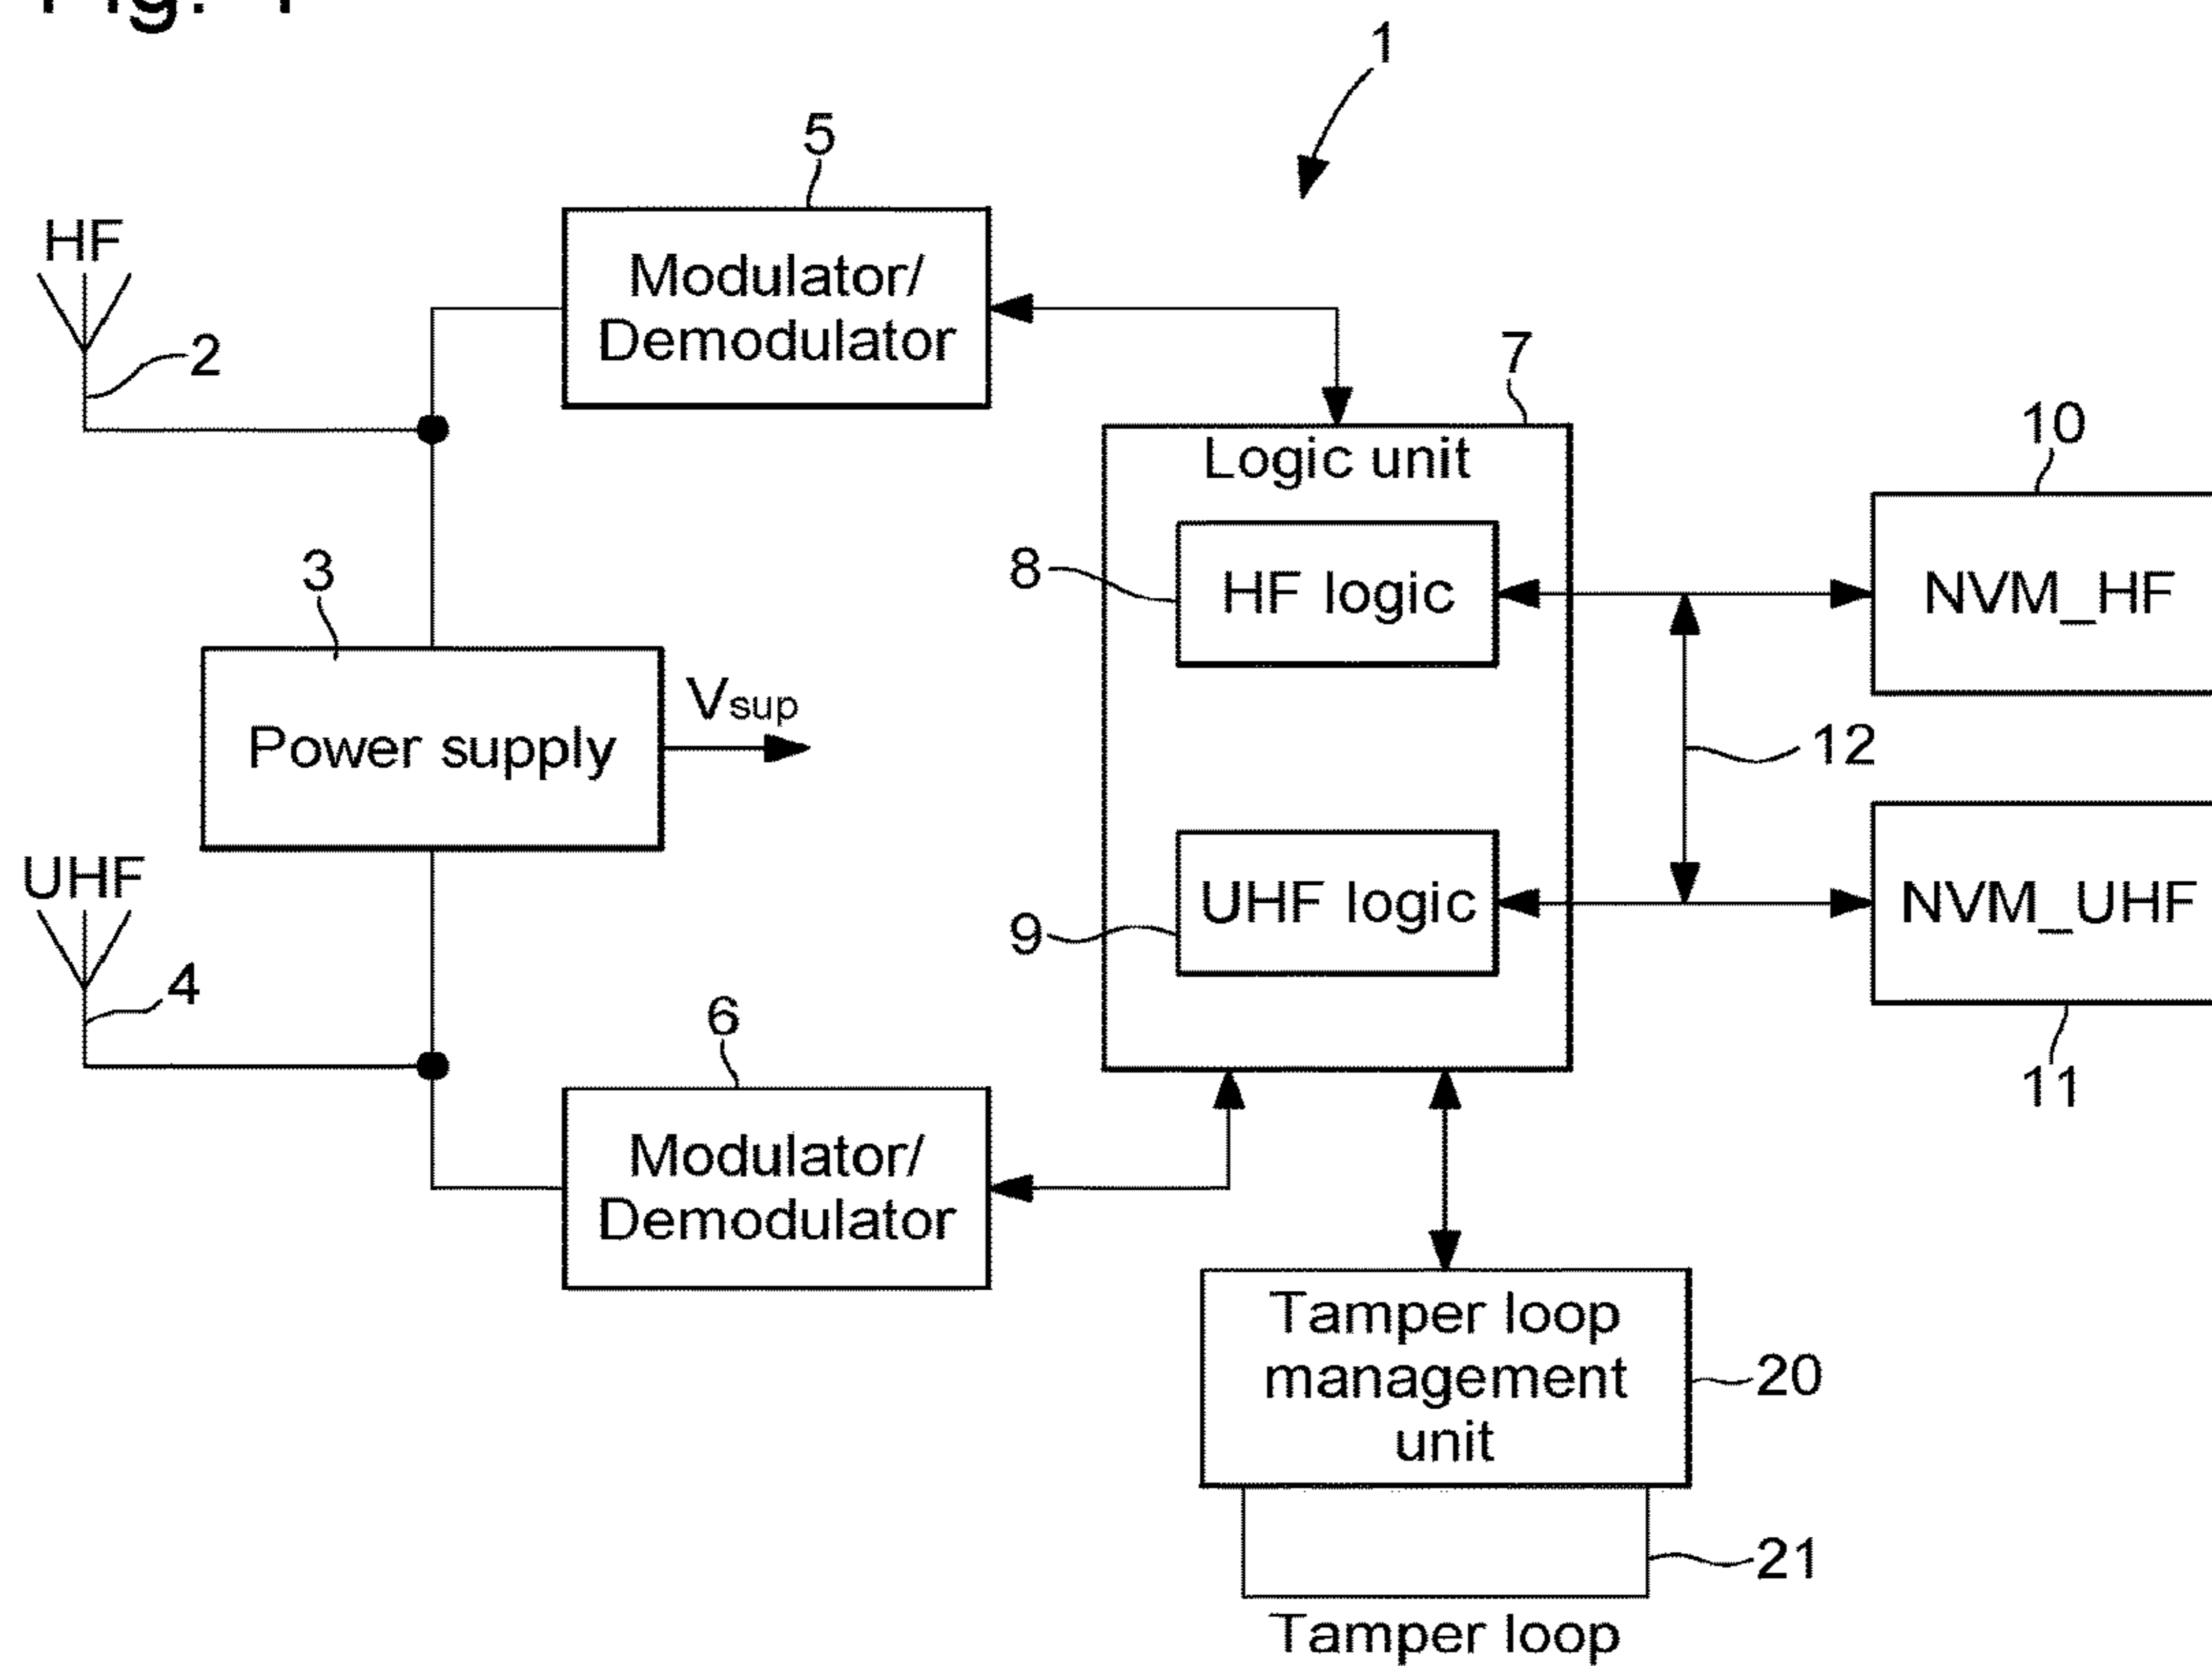 1
5
HF
Modulator/
Demodulator
2
7
10
Logic unit
3
8
HF logic
NVM_HF
Vsup
Power supply
12
UHF
9
UHF logic
NVM_UHF
4
6
11
Modulator/
Demodulator
Tamper loop
management
unit
20
21
Tamper loop